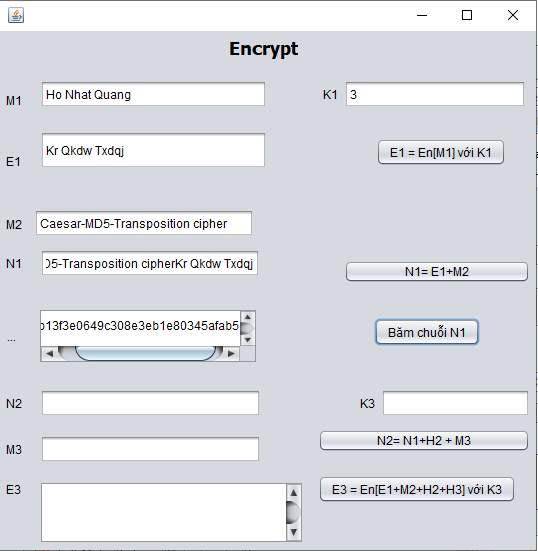 Encrypt
M1 Ho Nhat Quang K1 3
E1 Kr Qkdw Txdqj E1 = En[M1] với K1
M2 Caesar-MD5-Transposition cipher
N1 D5-Transposition cipherKr Qkdw Txdqj N1= E1+M2
... b13f3e0649c308e3eb1e80345afab5 Băm chuỗi N1
N2 K3
M3 N2= N1+H2 + M3
E3 E3 = En[E1+M2+H2+H3] với K3